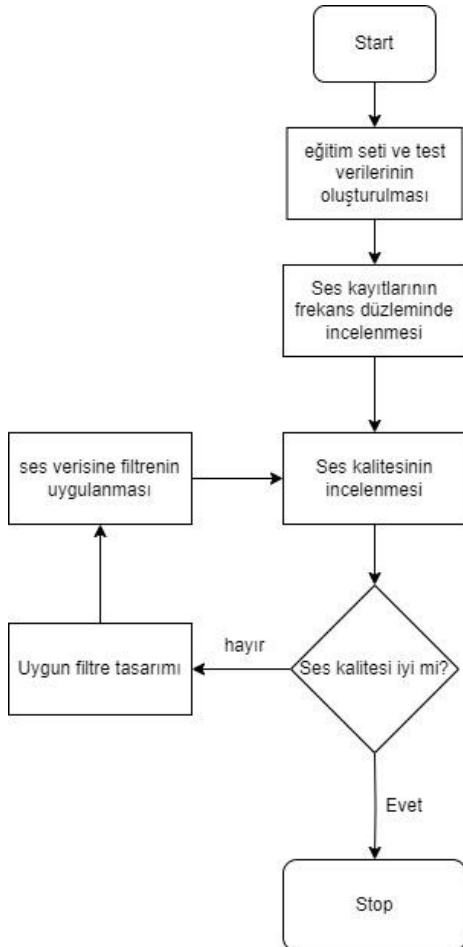 Start
eğitim seti ve test
verilerinin
oluşturulması
Ses kayıtlarının
frekans düzleminde
incelenmesi
ses verisine filtrenin
uygulanması
Ses kalitesinin
incelenmesi
hayır
Uygun filtre tasarımı
Ses kalitesi iyi mi?
Evet
Stop